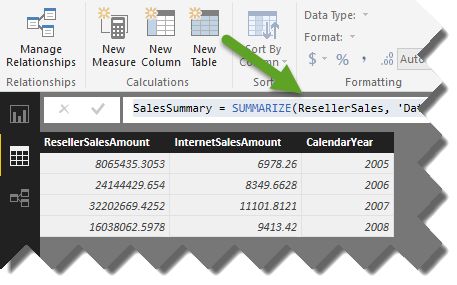 Manage Relationships
New Measure
New Column
New Table
Sort By Column
Data Type:
Format:
$ % , .00 Auto
Relationships
Calculations
Sort
Formatting
SalesSummary = SUMMARIZE(ResellerSales, 'Dat
ResellerSalesAmount InternetSalesAmount CalendarYear
8065435.3053 6978.26 2005
24144429.654 8349.6628 2006
32202669.4252 11101.8121 2007
16038062.5978 9413.42 2008